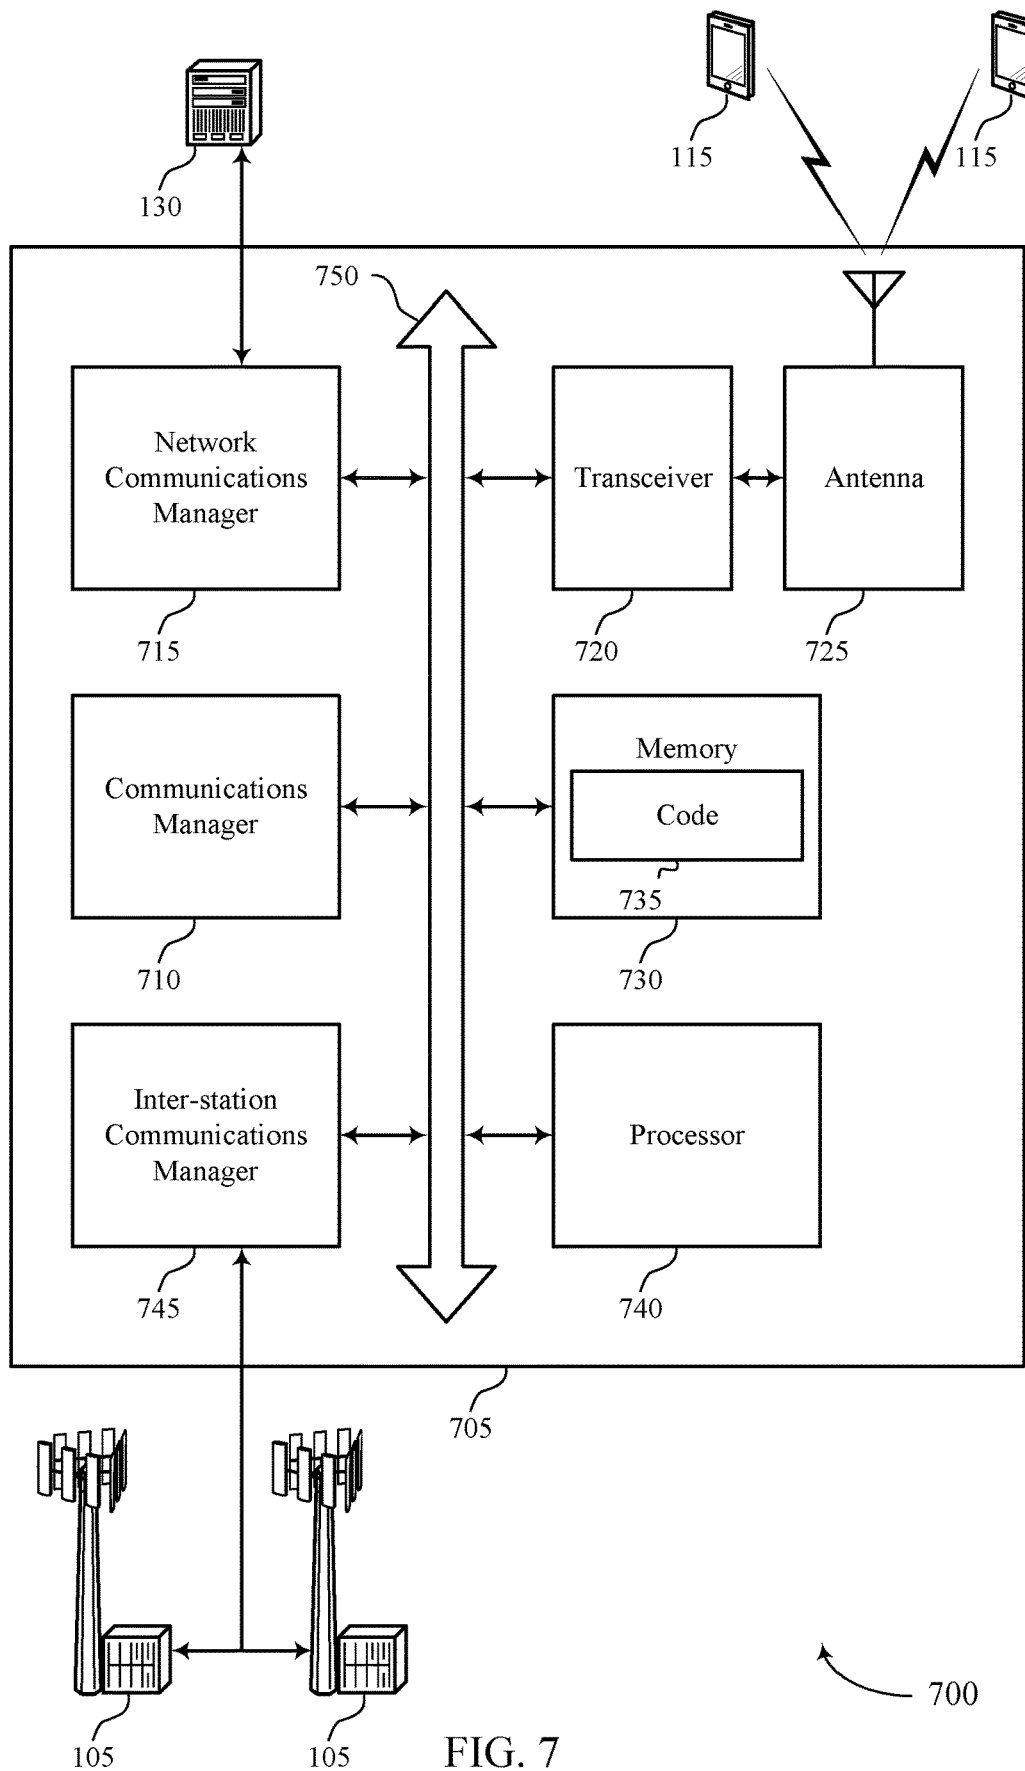 115
115
130
750
Network
Communications
Manager
Transceiver
Antenna
715
720
725
Communications
Manager
Memory
Code
735
710
730
Inter-station
Communications
Manager
Processor
745
740
705
105
105
700
FIG. 7